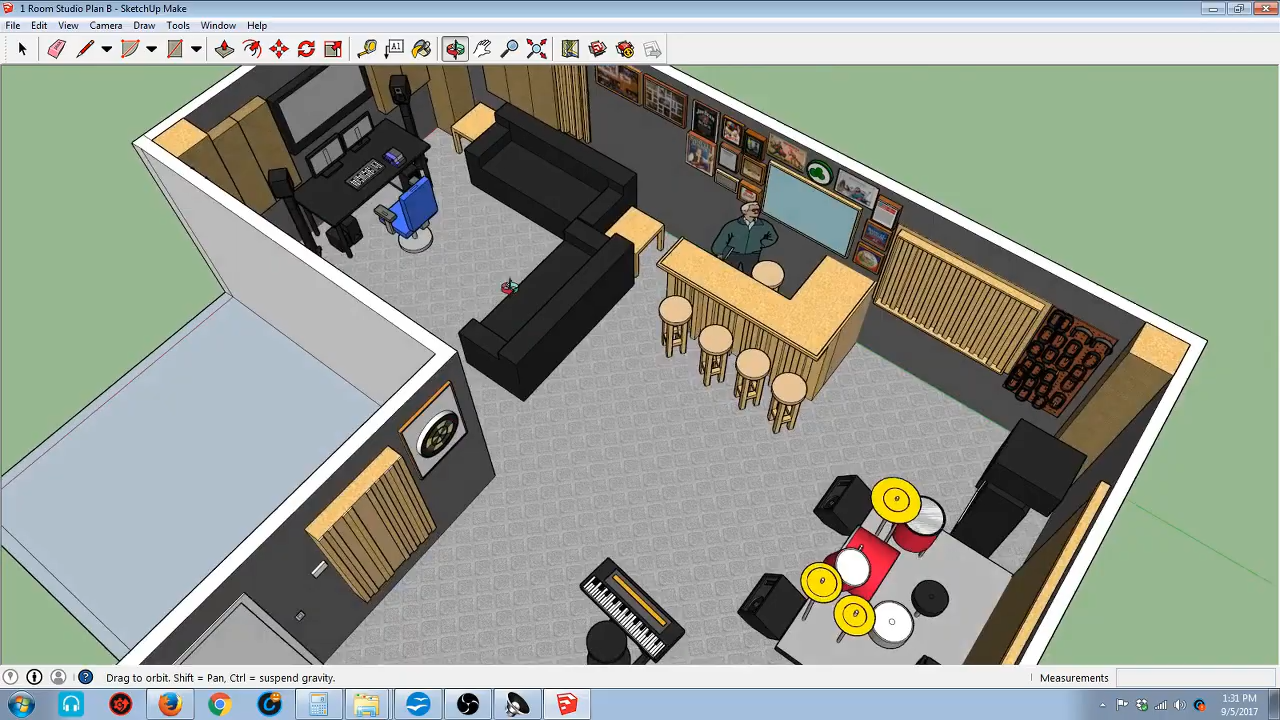 1 Room Studio Plan B - SketchUp Make
File Edit View Camera Draw Tools Window Help
A1
Drag to orbit. Shift = Pan, Ctrl = suspend gravity.
Measurements
1:31 PM
9/5/2017